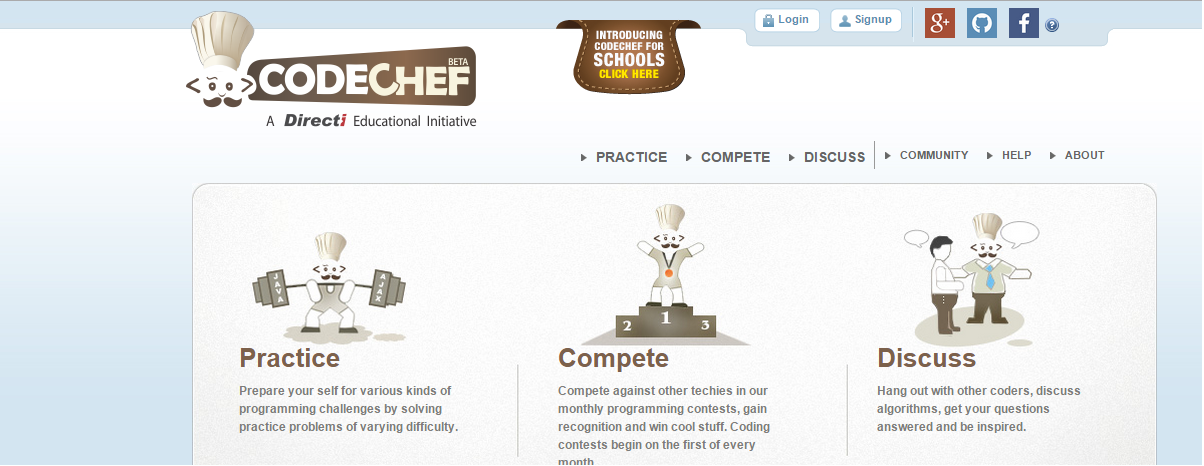 Login
Signup
g+
f
?
INTRODUCING
CODECHEF FOR
SCHOOLS
CLICK HERE
BETA
CODECHEF
A Directi Educational Initiative
PRACTICE
COMPETE
DISCUSS
COMMUNITY
HELP
ABOUT
JAVA
AJAX
1
2
3
Practice
Prepare your self for various kinds of
programming challenges by solving
practice problems of varying difficulty.
Compete
Compete against other techies in our
monthly programming contests, gain
recognition and win cool stuff. Coding
contests begin on the first of every
month.
Discuss
Hang out with other coders, discuss
algorithms, get your questions
answered and be inspired.